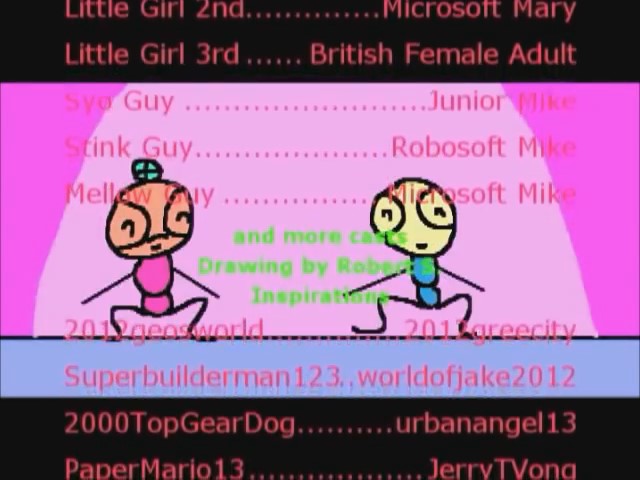 Little Girl 2nd...............Microsoft Mary
Little Girl 3rd ...... British Female Adult
Syo Guy ..........................Junior Mike
Stink Guy.....................Robosoft Mike
Mellow Guy ................. Microsoft Mike
and more casts
Drawing by Robert S.
Inspirations
2012geosworld...............2012greecity
Superbuilderman123..worldofjake2012
2000TopGearDog..........urbanangel13
PaperMario13...................JerryTVong